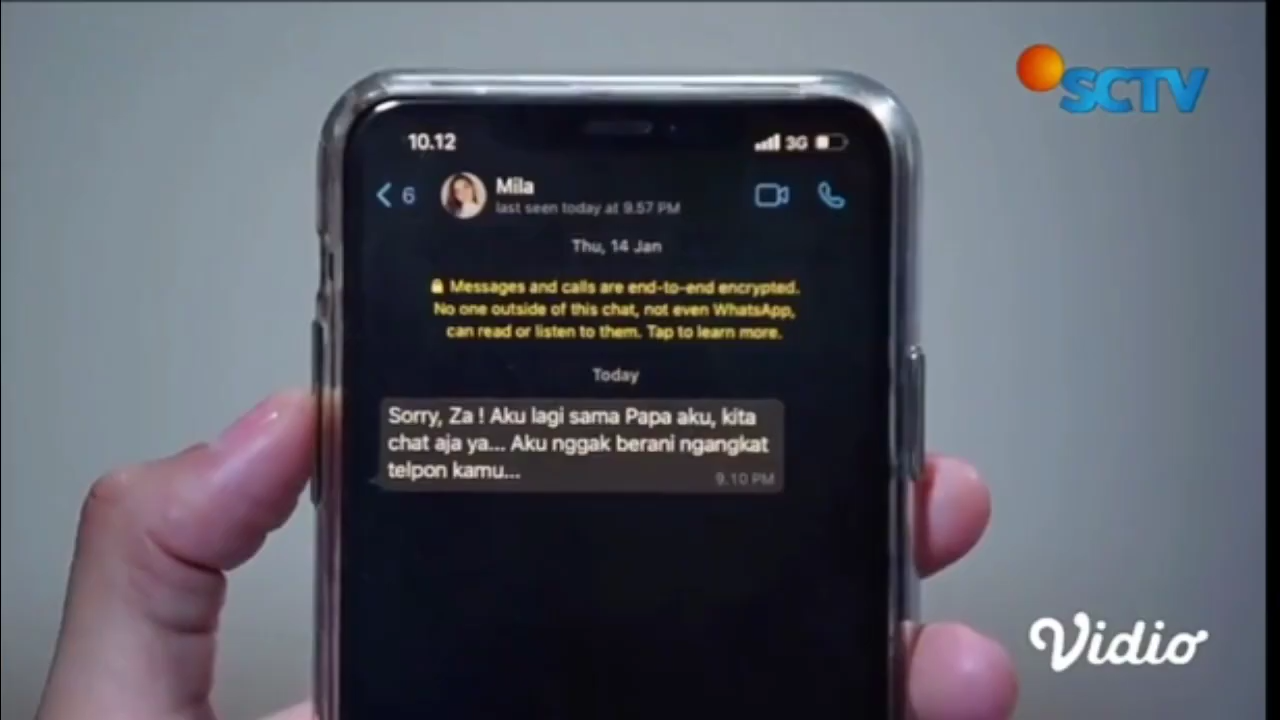 SCTV
10.12
3G
6
Mila
last seen today at 9.57 PM
Thu, 14 Jan
Messages and calls are end-to-end encrypted.
No one outside of this chat, not even WhatsApp,
can read or listen to them. Tap to learn more.
Today
Sorry, Za ! Aku lagi sama Papa aku, kita
chat aja ya... Aku nggak berani ngangkat
telpon kamu...
9.10 PM
Vidio